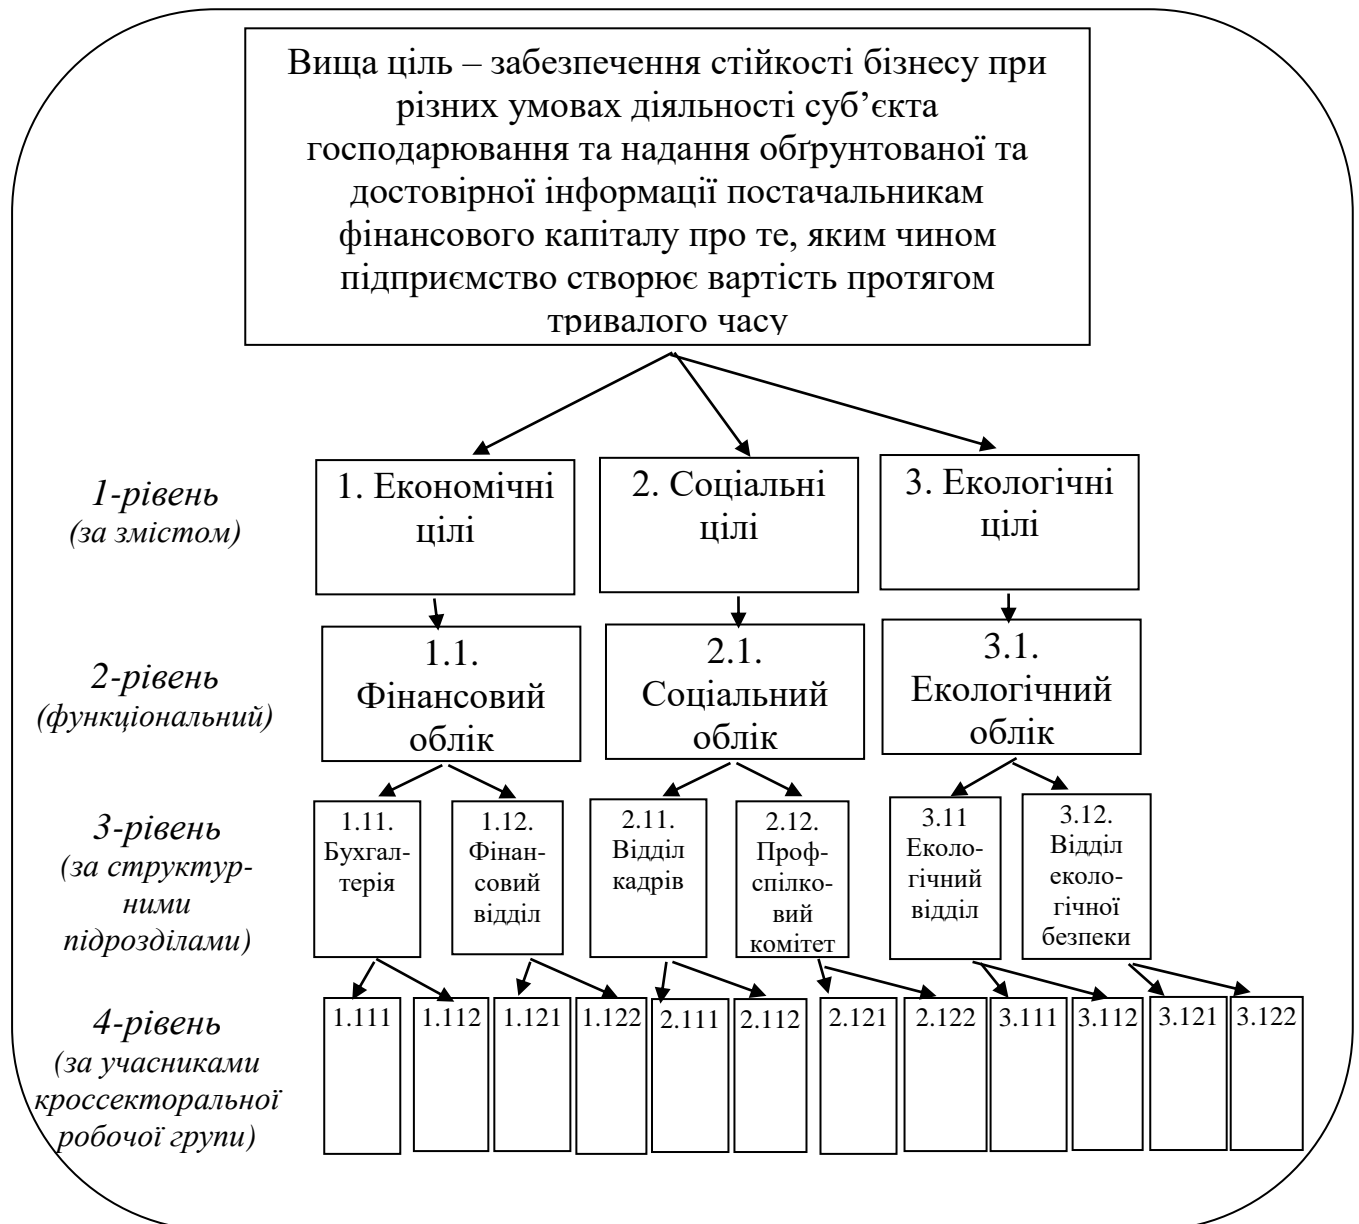 Вища ціль – забезпечення стійкості бізнесу при
різних умовах діяльності суб’єкта
господарювання та надання обґрунтованої та
достовірної інформації постачальникам
фінансового капіталу про те, яким чином
підприємство створює вартість протягом
тривалого часу
1-рівень
(за змістом)
1. Економічні
цілі
2. Соціальні
цілі
3. Екологічні
цілі
2-рівень
(функціональний)
1.1.
Фінансовий
облік
2.1.
Соціальний
облік
3.1.
Екологічний
облік
3-рівень
(за структур-
ними
підрозділами)
1.11.
Бухгал-
терія
1.12.
Фінан-
совий
відділ
2.11.
Відділ
кадрів
2.12.
Проф-
спілко-
вий
комітет
3.11
Еколо-
гічний
відділ
3.12.
Відділ
еколо-
гічної
безпеки
4-рівень
(за учасниками
кроссекторальної
робочої групи)
1.111
1.112
1.121
1.122
2.111
2.112
2.121
2.122
3.111
3.112
3.121
3.122